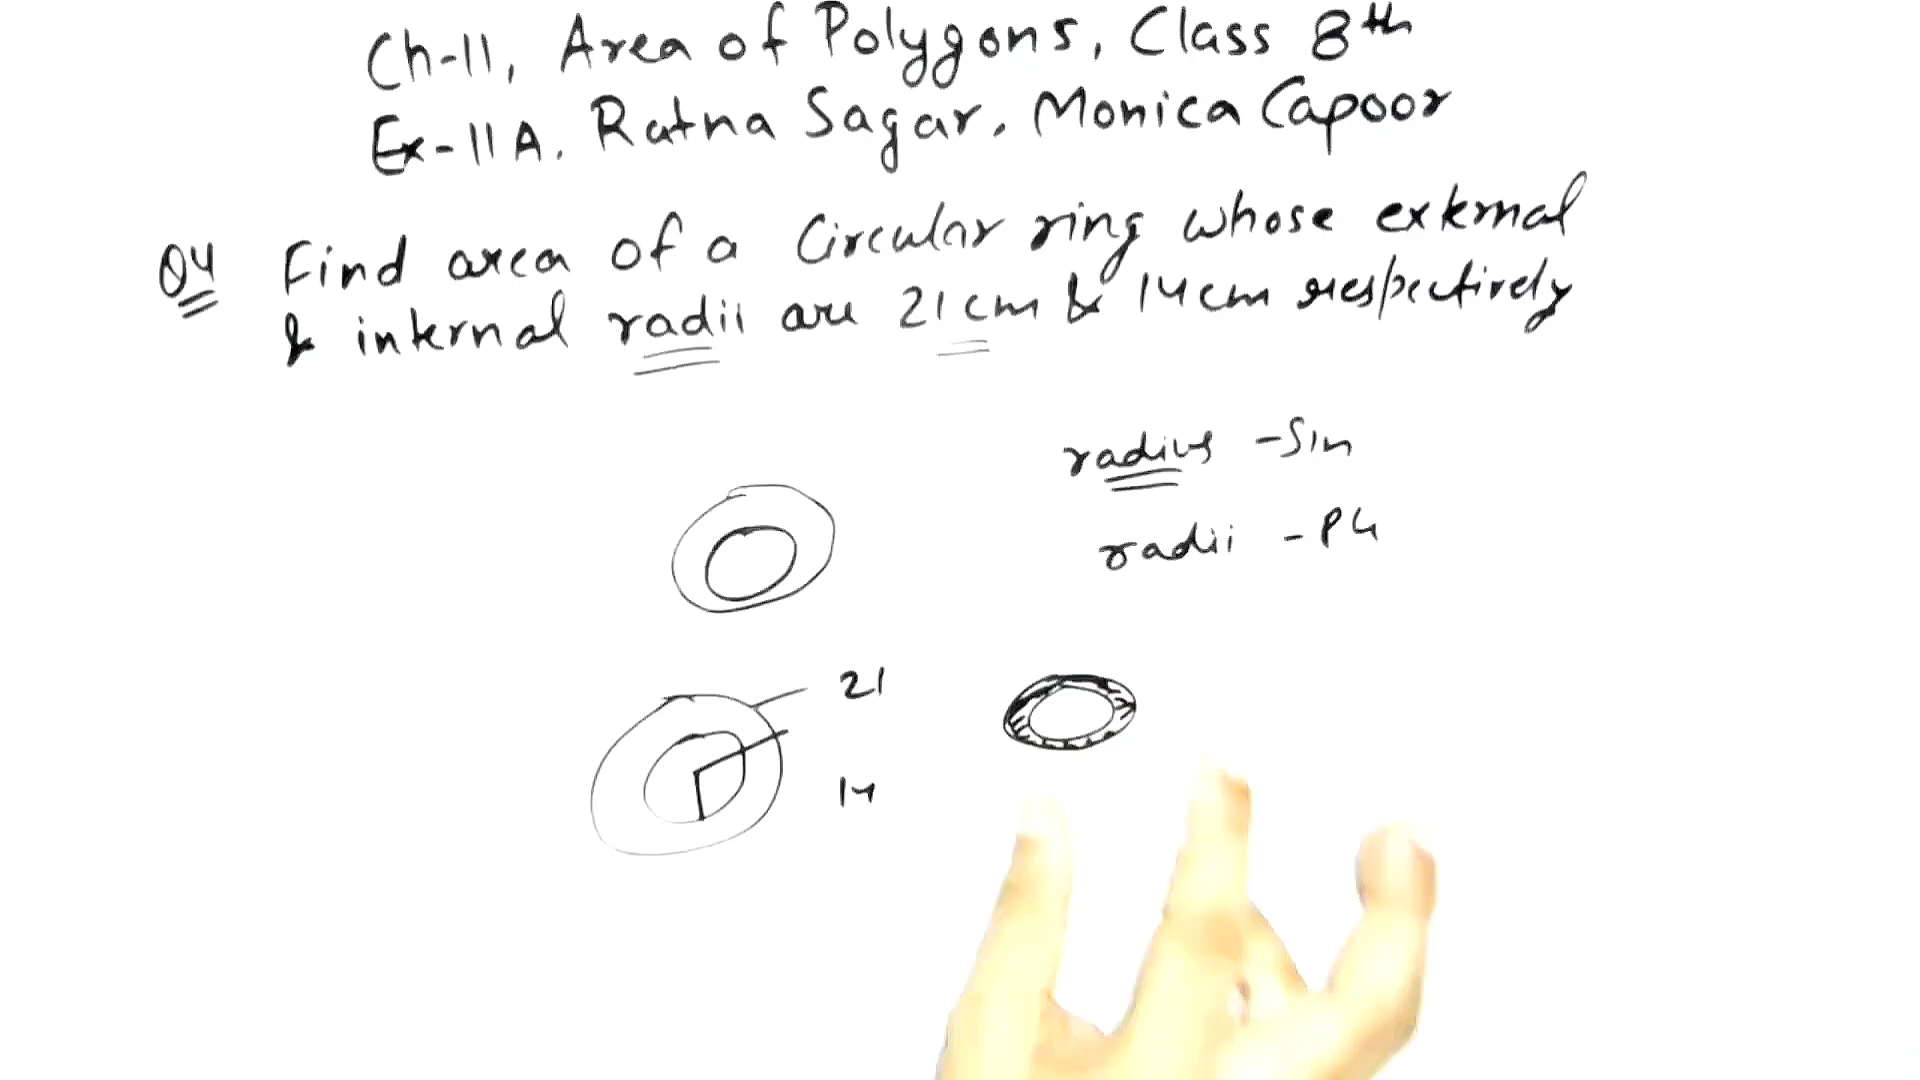 Ch-11, Area of Polygons, Class 8th
Ex-11A. Ratna Sagar. Monica Capoor
Q4 Find area of a Circular ring whose external
& internal radii are 21cm & 14cm respectively
radius - Sin
radii - Pl
21
14